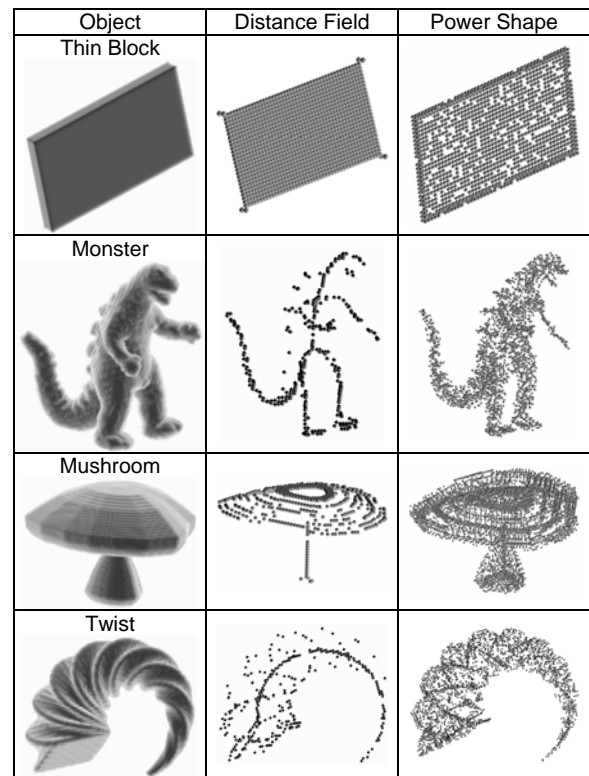 Object Distance Field Power Shape
Thin Block
Monster
Mushroom
Twist